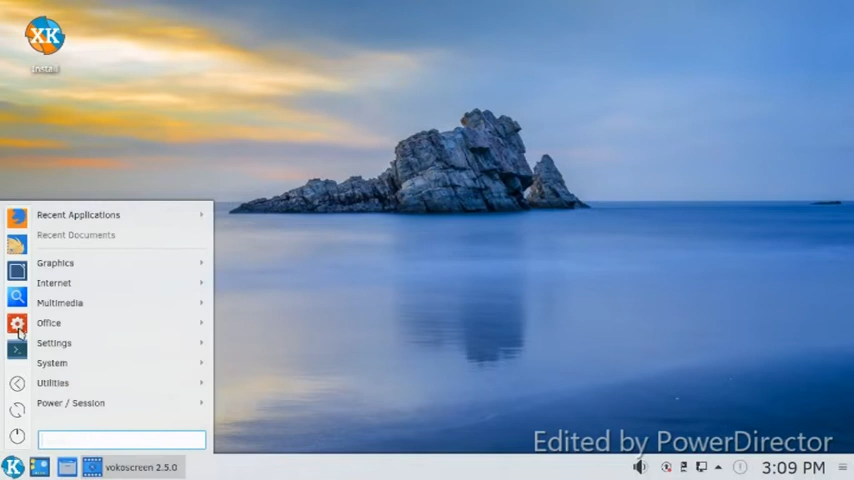 XK
Install
Recent Applications
Recent Documents
Graphics
Internet
Multimedia
Office
Settings
System
Utilities
Power / Session
Edited by PowerDirector
vokoscreen 2.5.0
3:09 PM